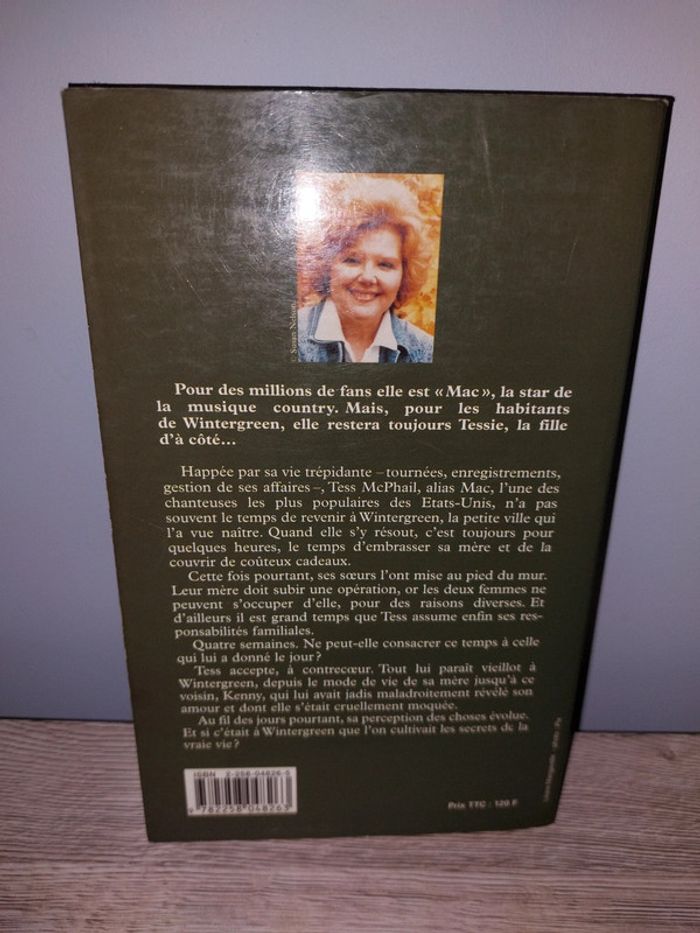 Susan Nelson
Pour des millions de fans elle est « Mac », la star de
la musique country. Mais, pour les habitants
de Wintergreen, elle restera toujours Tessie, la fille
d'à côté…
Happée par sa vie trépidante – tournées, enregistrements,
gestion de ses affaires –, Tess McPhail, alias Mac, l'une des
chanteuses les plus populaires des Etats-Unis, n'a pas
souvent le temps de revenir à Wintergreen, la petite ville qui
l'a vue naître. Quand elle s'y résout, c'est toujours pour
quelques heures, le temps d'embrasser sa mère et de la
couvrir de coûteux cadeaux.
Cette fois pourtant, ses sœurs l'ont mise au pied du mur.
Leur mère doit subir une opération, or les deux femmes ne
peuvent s'occuper d'elle, pour des raisons diverses. Et
d'ailleurs il est grand temps que Tess assume enfin ses res-
ponsabilités familiales.
Quatre semaines. Ne peut-elle consacrer ce temps à celle
qui lui a donné le jour ?
Tess accepte, à contrecœur. Tout lui paraît vieillot à
Wintergreen, depuis le mode de vie de sa mère jusqu'à ce
voisin, Kenny, qui lui avait jadis maladroitement révélé son
amour et dont elle s'était cruellement moquée.
Au fil des jours pourtant, sa perception des choses évolue.
Et si c'était à Wintergreen que l'on cultivait les secrets de la
vraie vie ?
ISBN 2-258-04826-5
9 782258 048263
Prix TTC : 120 F